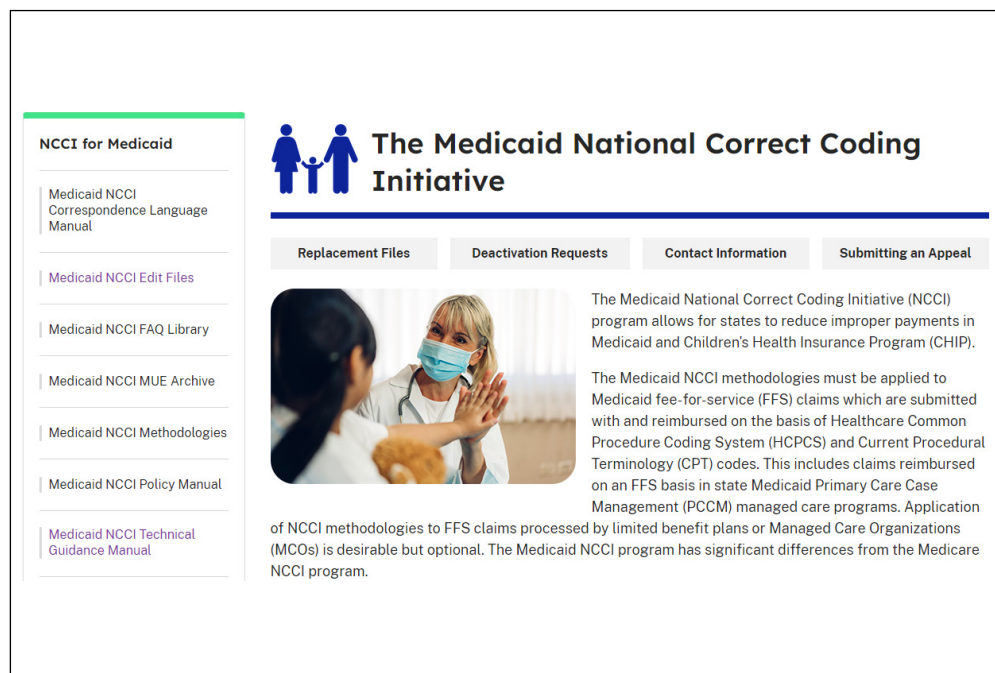 NCCI for Medicaid
Medicaid NCCI
Correspondence Language
Manual
Medicaid NCCI Edit Files
Medicaid NCCI FAQ Library
Medicaid NCCI MUE Archive
Medicaid NCCI Methodologies
Medicaid NCCI Policy Manual
Medicaid NCCI Technical
Guidance Manual
The Medicaid National Correct Coding
Initiative
Replacement Files
Deactivation Requests
Contact Information
Submitting an Appeal
The Medicaid National Correct Coding Initiative (NCCI)
program allows for states to reduce improper payments in
Medicaid and Children's Health Insurance Program (CHIP).
The Medicaid NCCI methodologies must be applied to
Medicaid fee-for-service (FFS) claims which are submitted
with and reimbursed on the basis of Healthcare Common
Procedure Coding System (HCPCS) and Current Procedural
Terminology (CPT) codes. This includes claims reimbursed
on an FFS basis in state Medicaid Primary Care Case
Management (PCCM) managed care programs. Application
of NCCI methodologies to FFS claims processed by limited benefit plans or Managed Care Organizations
(MCOs) is desirable but optional. The Medicaid NCCI program has significant differences from the Medicare
NCCI program.